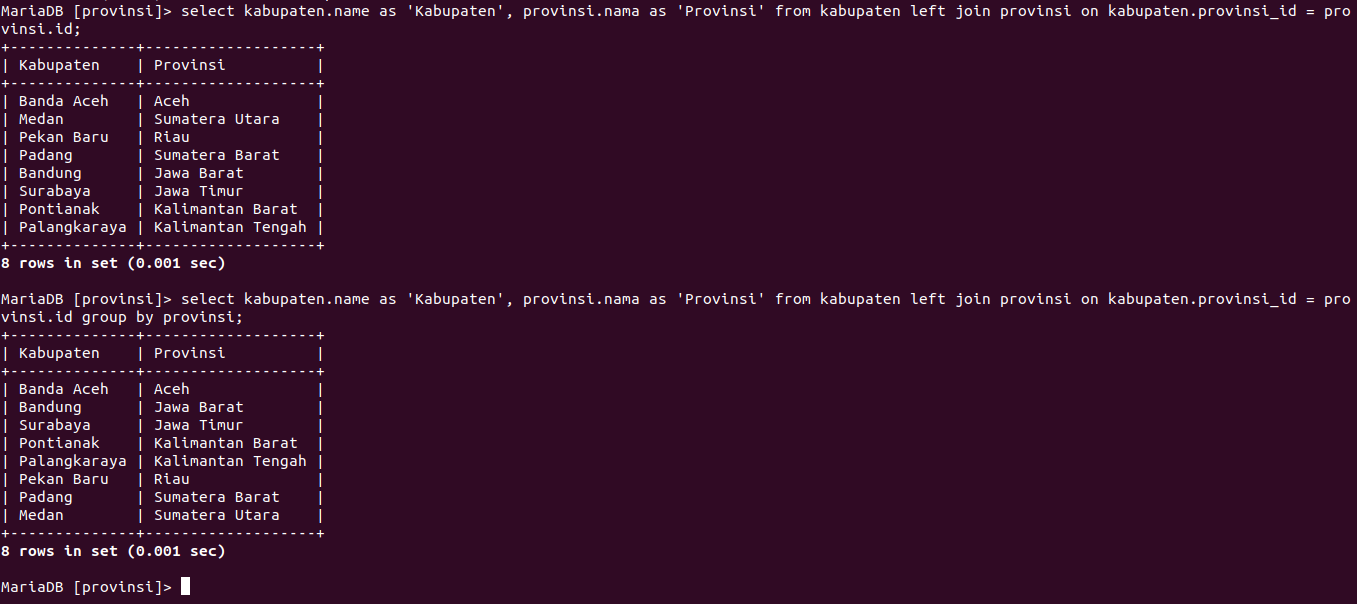 MariaDB [provinsi]> select kabupaten.name as 'Kabupaten', provinsi.nama as 'Provinsi' from kabupaten left join provinsi on kabupaten.provinsi_id = pro
vinsi.id;
+--------------+-------------------+
| Kabupaten    | Provinsi          |
+--------------+-------------------+
| Banda Aceh   | Aceh              |
| Medan        | Sumatera Utara    |
| Pekan Baru   | Riau              |
| Padang       | Sumatera Barat    |
| Bandung      | Jawa Barat        |
| Surabaya     | Jawa Timur        |
| Pontianak    | Kalimantan Barat  |
| Palangkaraya | Kalimantan Tengah |
+--------------+-------------------+
8 rows in set (0.001 sec)
MariaDB [provinsi]> select kabupaten.name as 'Kabupaten', provinsi.nama as 'Provinsi' from kabupaten left join provinsi on kabupaten.provinsi_id = pro
vinsi.id group by provinsi;
+--------------+-------------------+
| Kabupaten    | Provinsi          |
+--------------+-------------------+
| Banda Aceh   | Aceh              |
| Bandung      | Jawa Barat        |
| Surabaya     | Jawa Timur        |
| Pontianak    | Kalimantan Barat  |
| Palangkaraya | Kalimantan Tengah |
| Pekan Baru   | Riau              |
| Padang       | Sumatera Barat    |
| Medan        | Sumatera Utara    |
+--------------+-------------------+
8 rows in set (0.001 sec)
MariaDB [provinsi]>